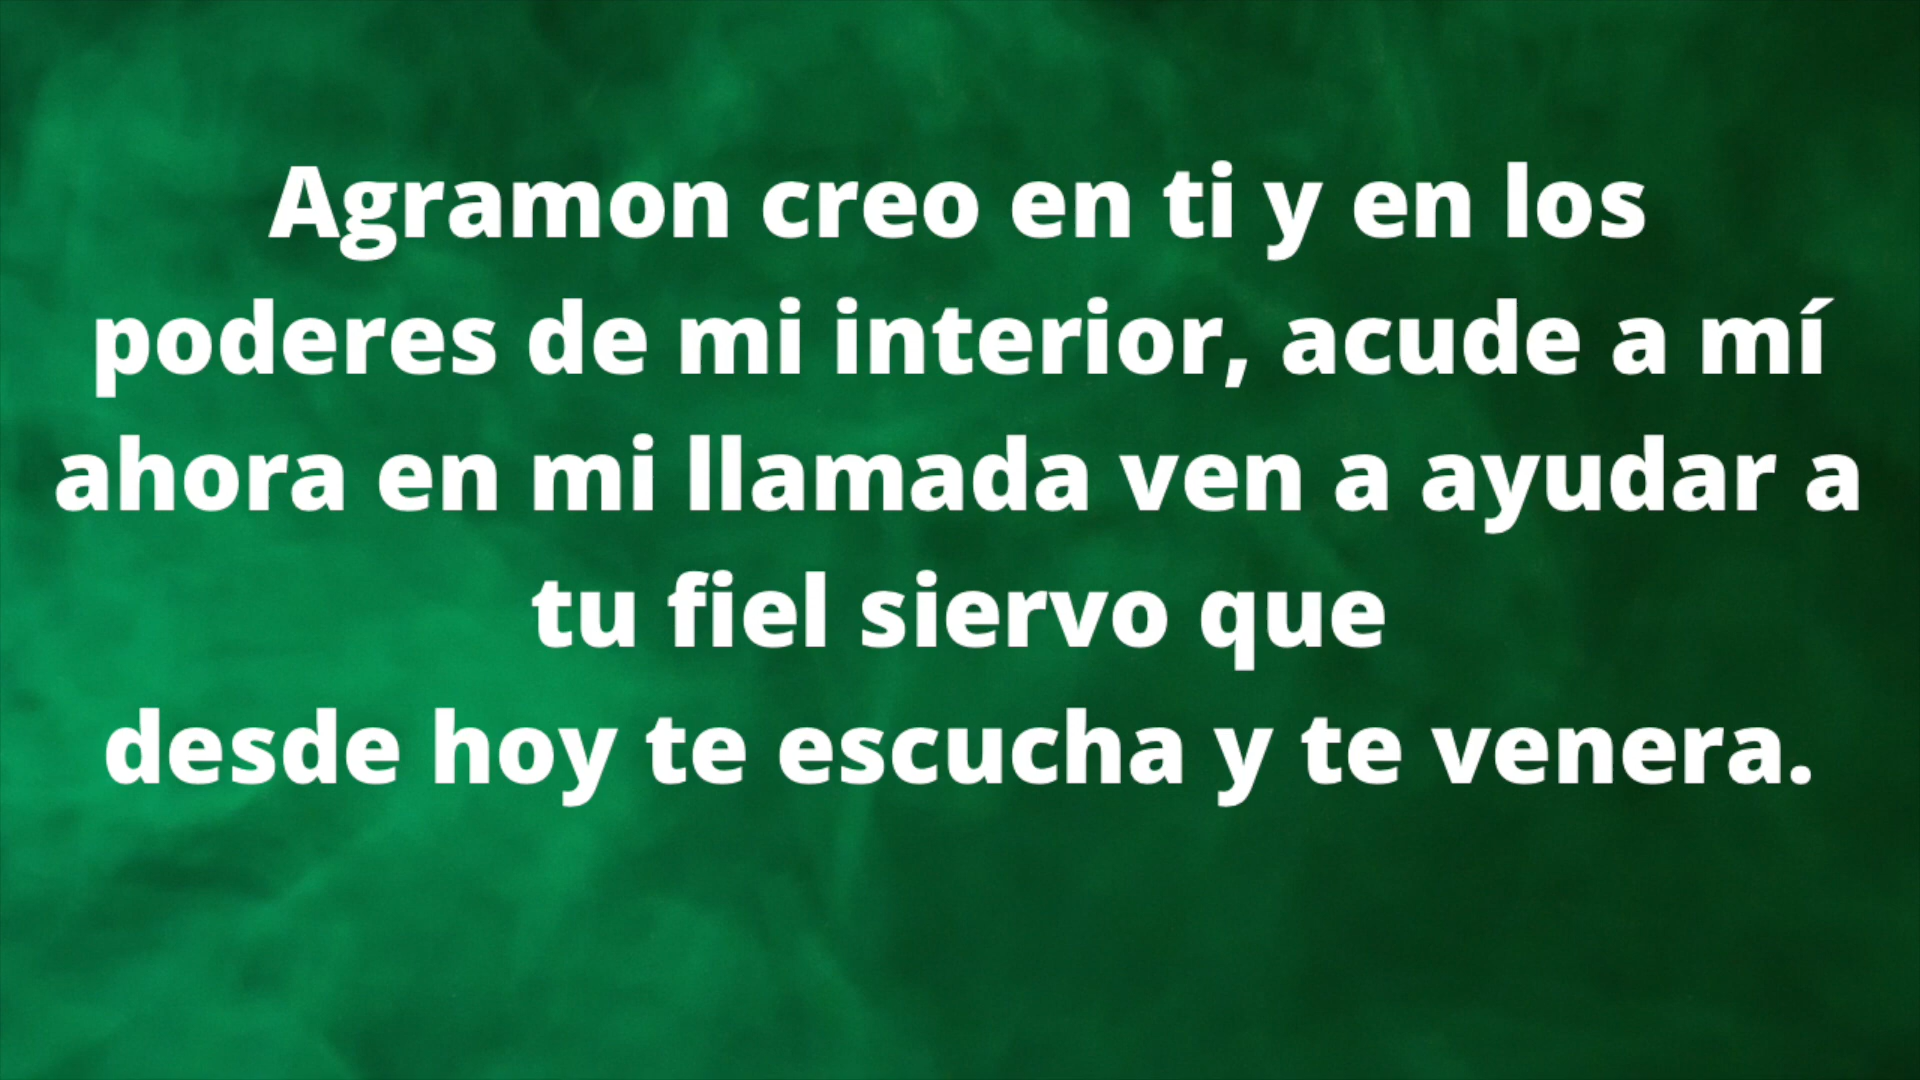 Agramon creo en ti y en los
poderes de mi interior, acude a mí
ahora en mi llamada ven a ayudar a
tu fiel siervo que
desde hoy te escucha y te venera.